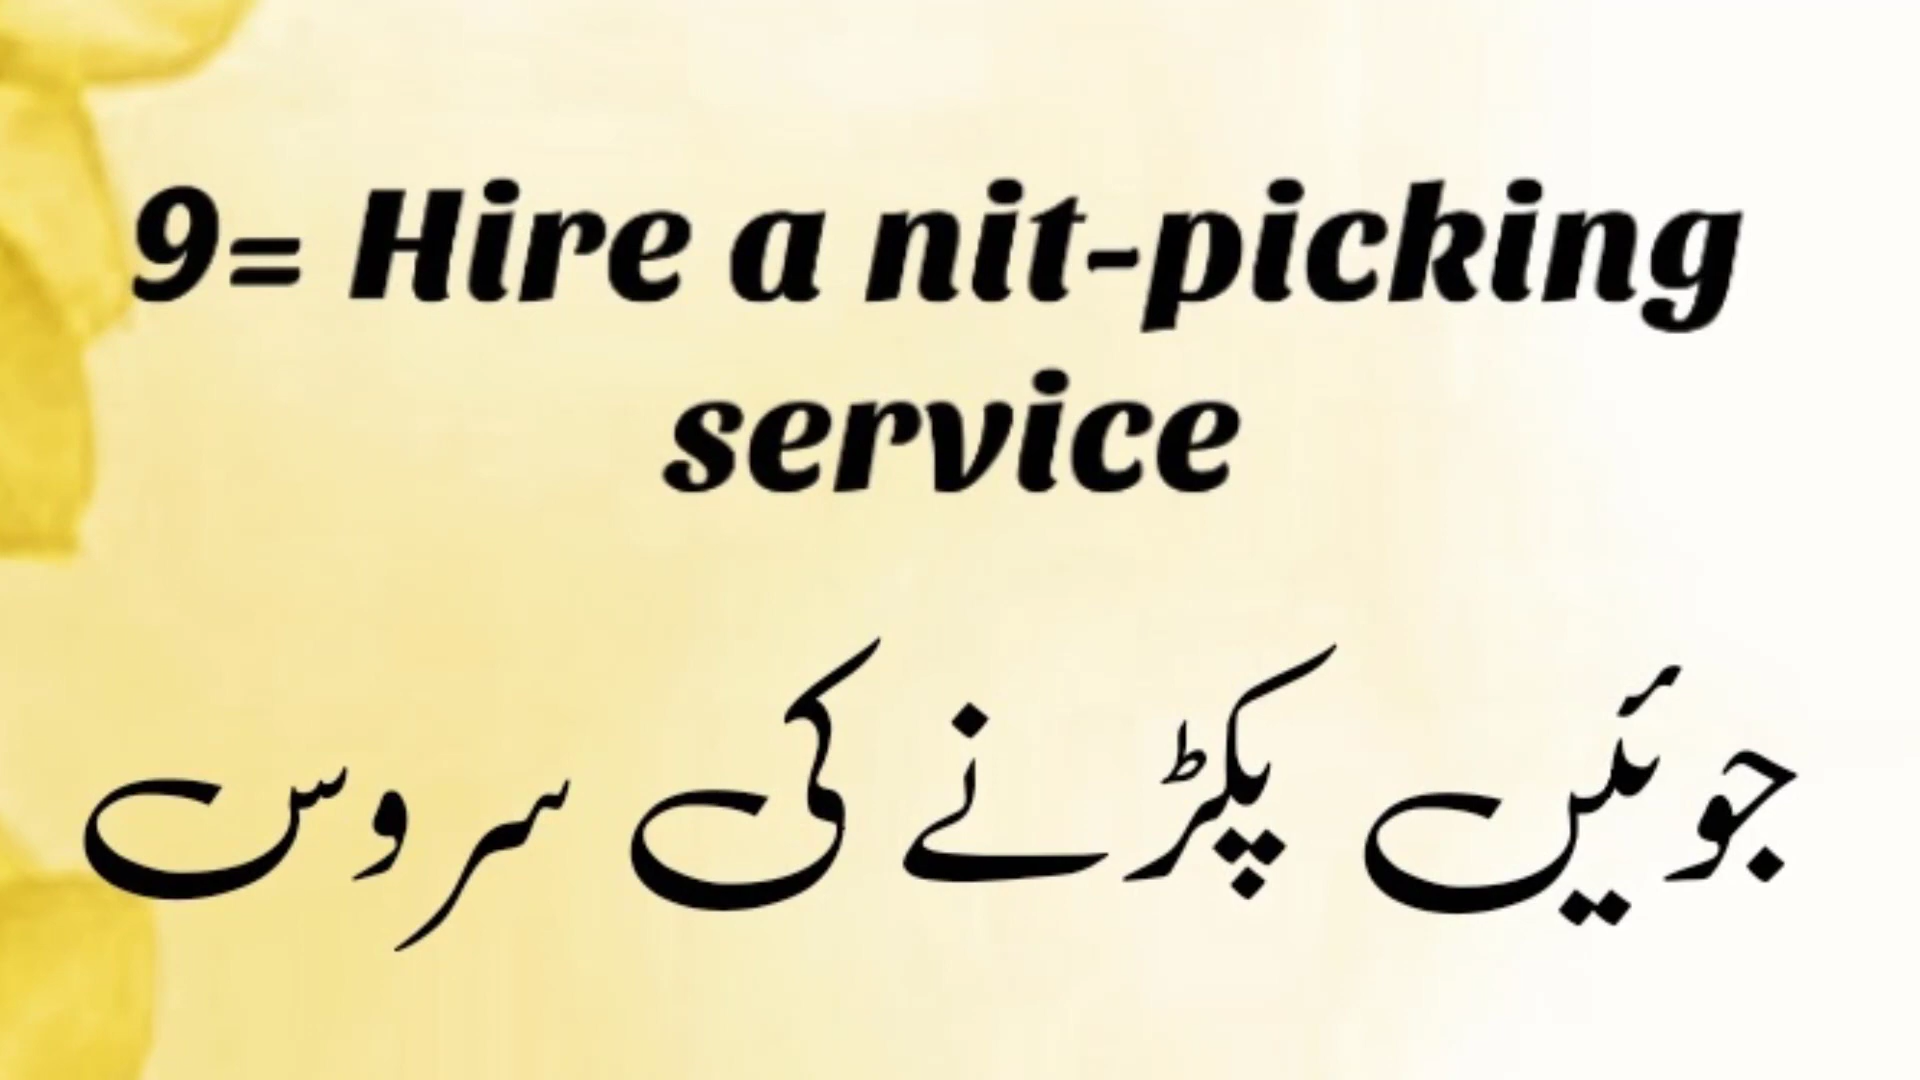 9= Hire a nit-picking
service
جوئیں پکڑنے کی سروس